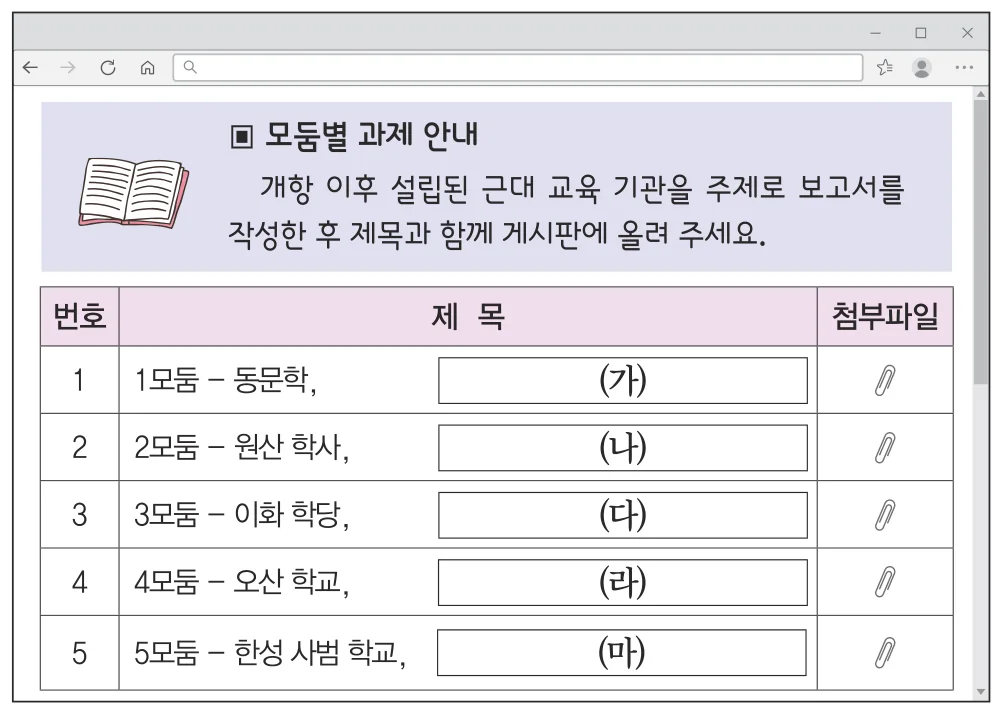 ▣ 모둠별 과제 안내
개항 이후 설립된 근대 교육 기관을 주제로 보고서를
작성한 후 제목과 함께 게시판에 올려 주세요.
번호 제 목 첨부파일
1 1모둠 – 동문학, (가)
2 2모둠 – 원산 학사, (나)
3 3모둠 – 이화 학당, (다)
4 4모둠 – 오산 학교, (라)
5 5모둠 – 한성 사범 학교, (마)